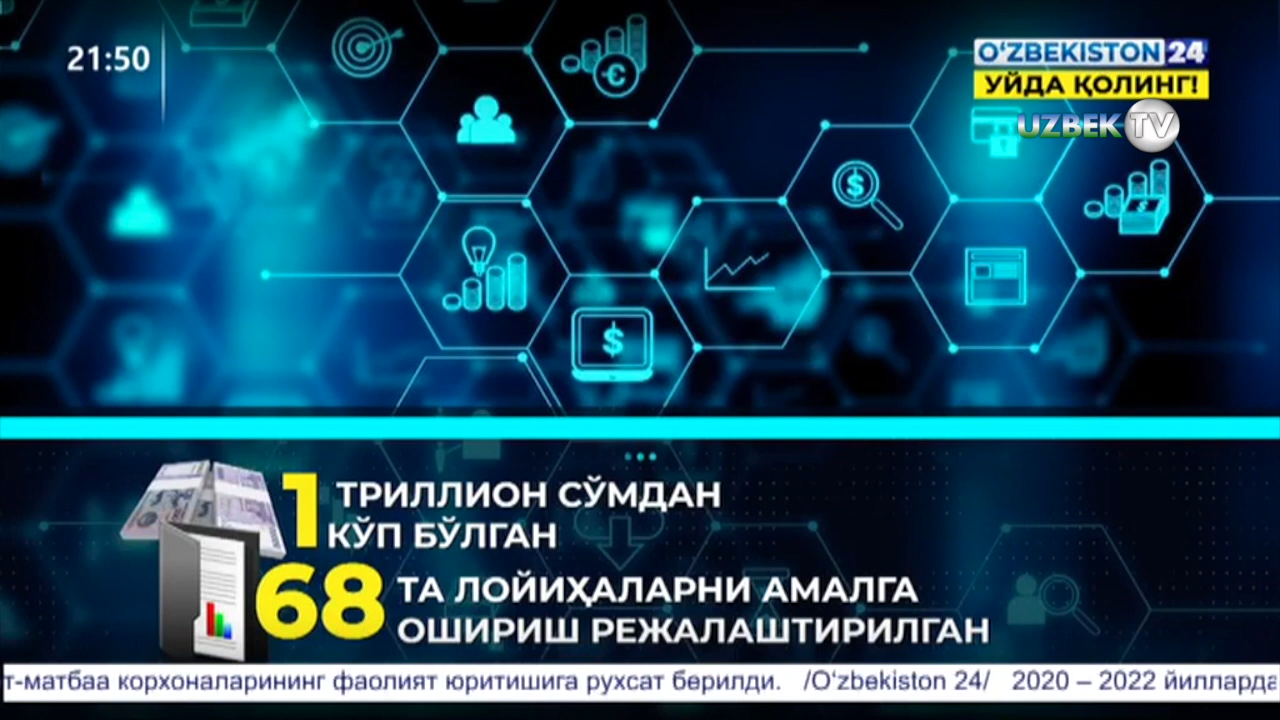 21:50
O‘ZBEKISTON 24
УЙДА ҚОЛИНГ!
UZBEK TV
1 ТРИЛЛИОН СЎМДАН
КЎП БЎЛГАН
68 ТА ЛОЙИҲАЛАРНИ АМАЛГА
ОШИРИШ РЕЖАЛАШТИРИЛГАН
т-матбаа корхоналарининг фаолият юритишига рухсат берилди. /O‘zbekiston 24/ 2020 – 2022 йилларда